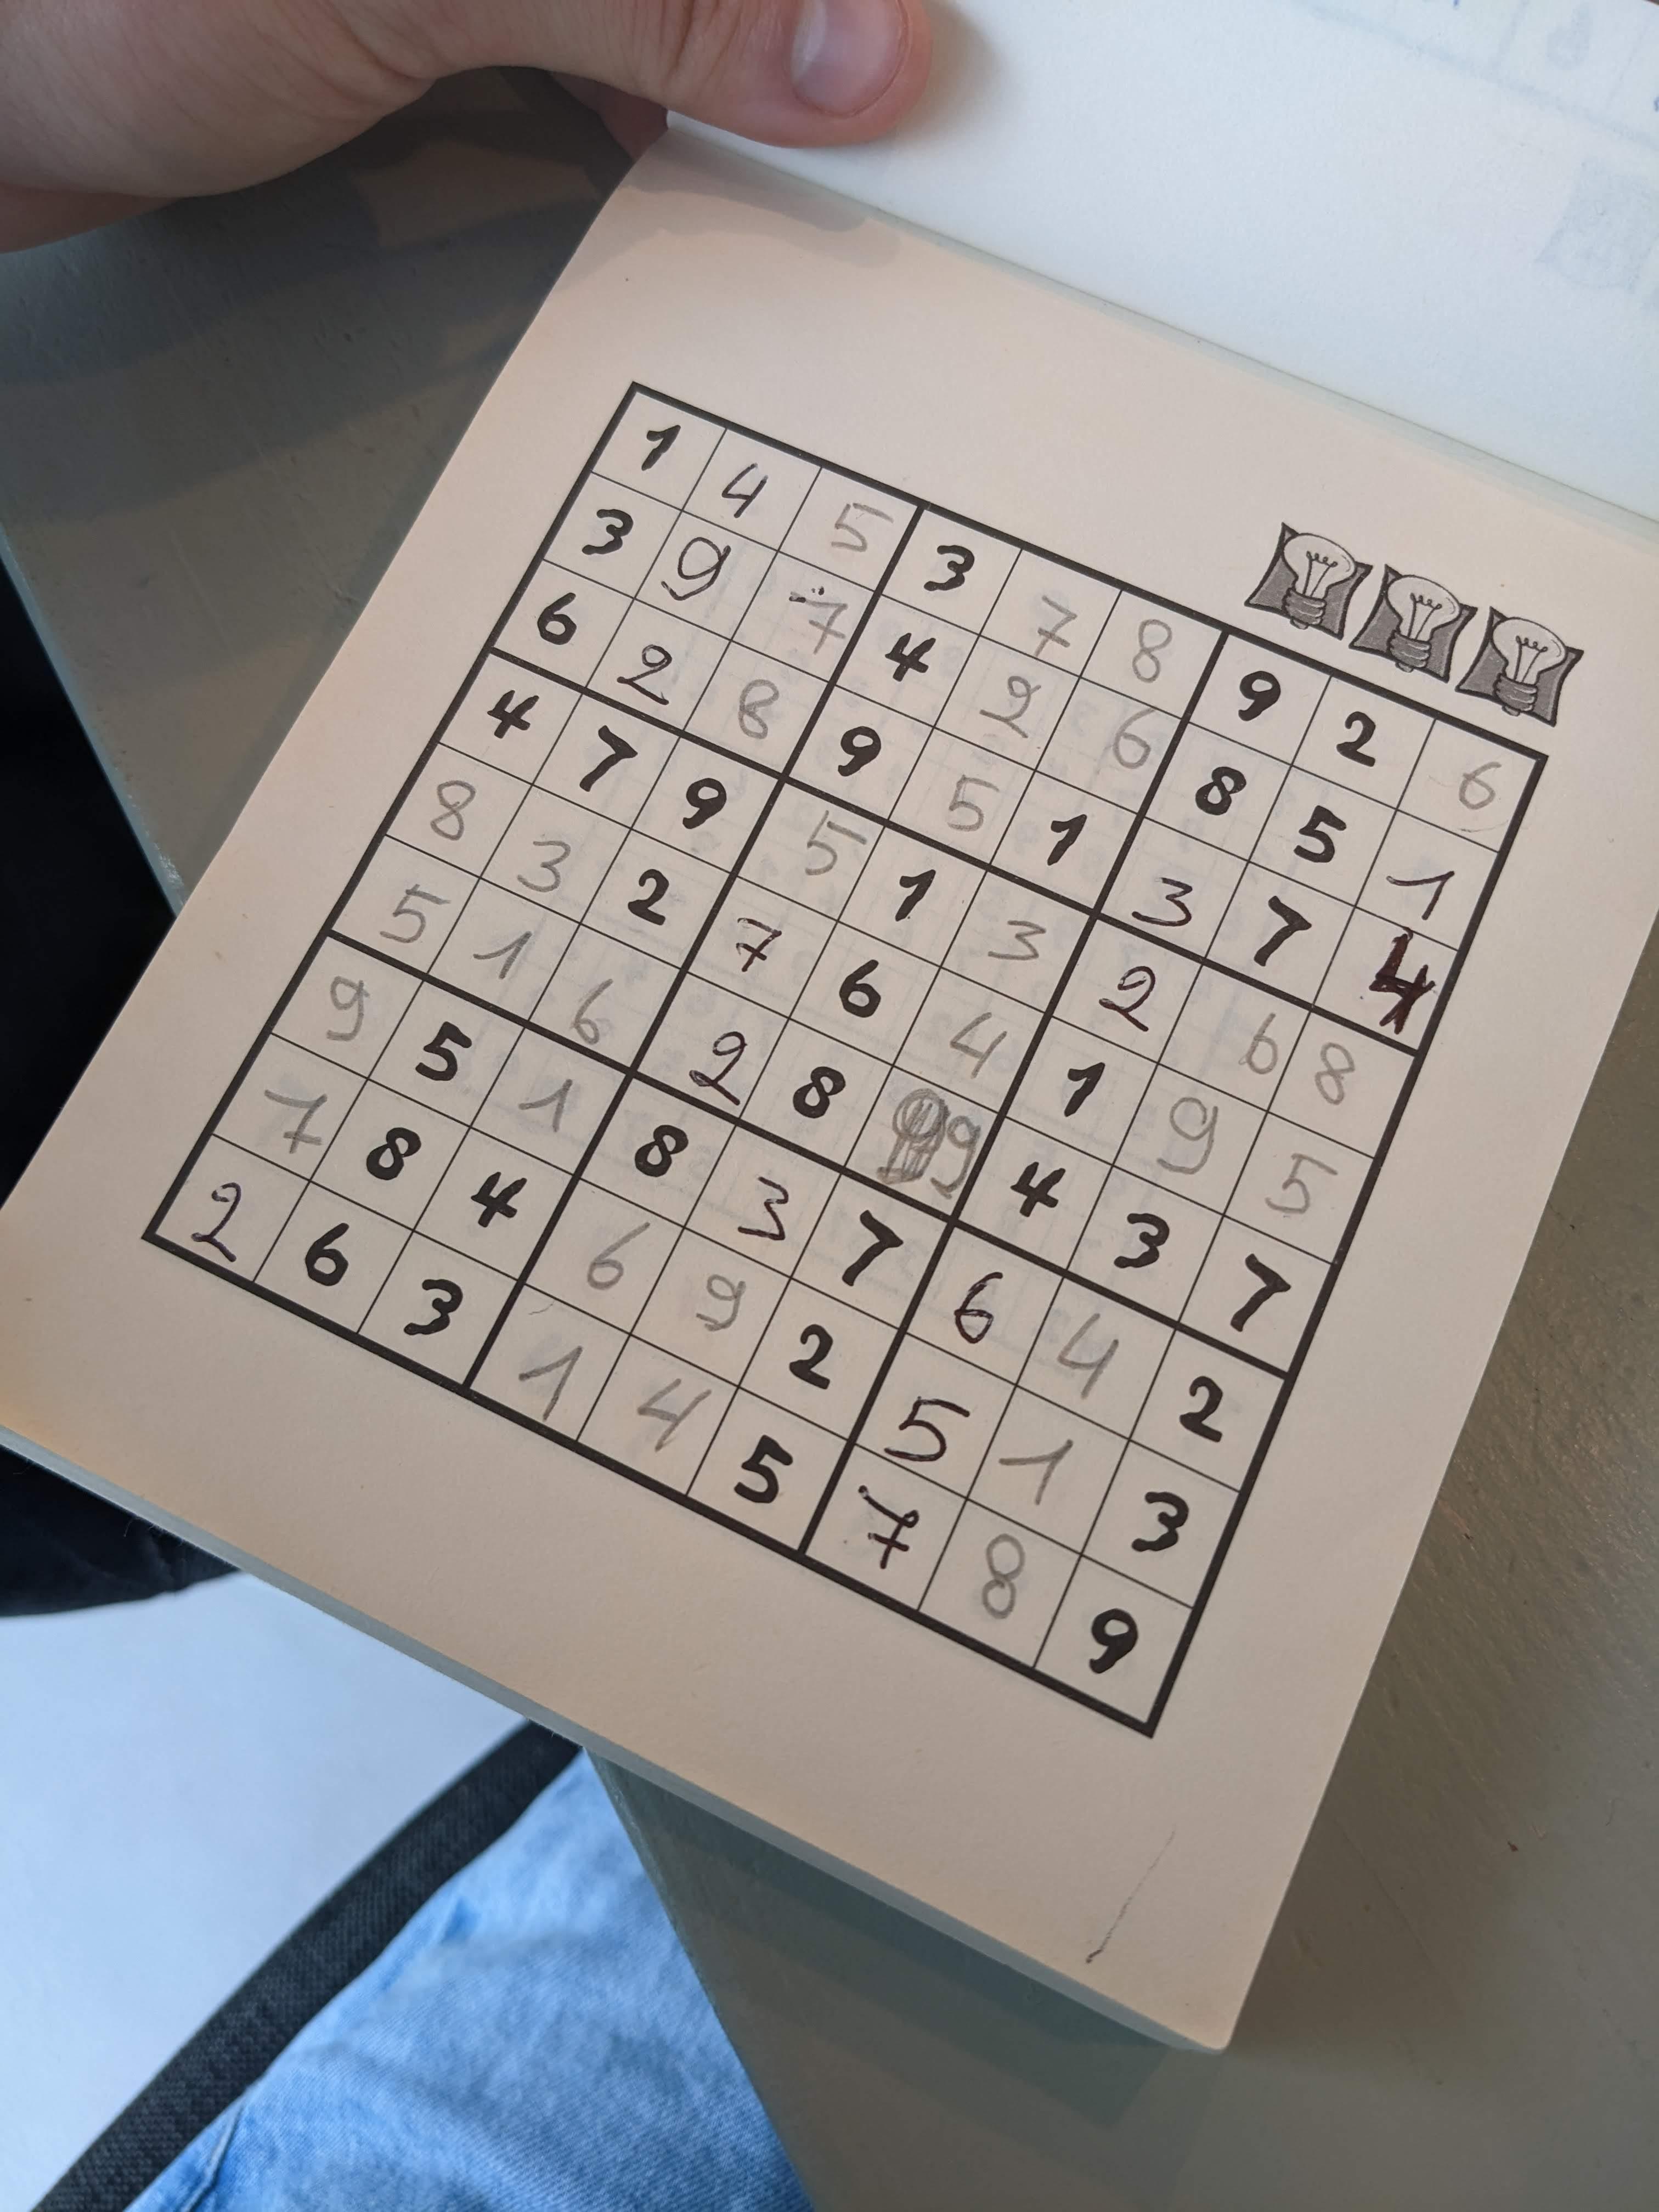 1 4 5 3 7 8 9 2 6
3 9 7 4 2 6 8 5 1
6 2 8 9 5 1 3 7 4
4 7 9 5 1 3 2 6 8
8 3 2 7 6 4 1 9 5
5 1 6 2 8 9 4 3 7
9 5 1 8 3 7 6 4 2
7 8 4 6 9 2 5 1 3
2 6 3 1 4 5 7 8 9